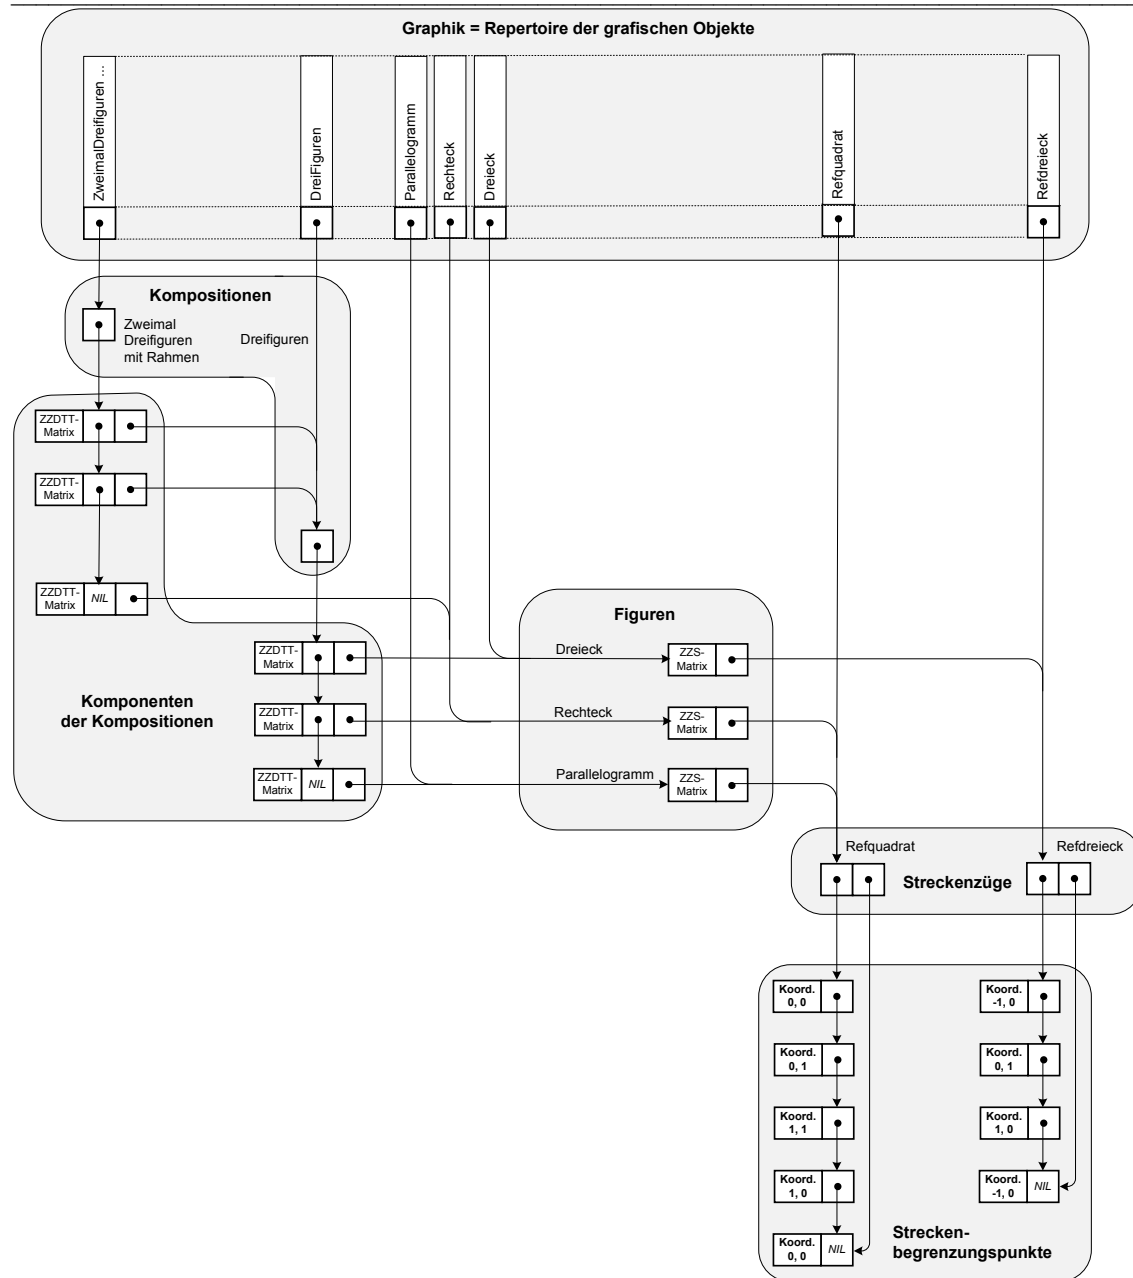 Graphik = Repertoire der grafischen Objekte
ZweimalDreifiguren ...
DreiFiguren
Parallelogramm
Rechteck
Dreieck
Refquadrat
Refdreieck
Kompositionen
Zweimal
Dreifiguren
mit Rahmen
Dreifiguren
ZZDTT-
Matrix
ZZDTT-
Matrix
ZZDTT-
Matrix
NIL
Komponenten
der Kompositionen
ZZDTT-
Matrix
ZZDTT-
Matrix
ZZDTT-
Matrix
NIL
Figuren
Dreieck
ZZS-
Matrix
Rechteck
ZZS-
Matrix
Parallelogramm
ZZS-
Matrix
Refquadrat
Refdreieck
Streckenzüge
Koord.
0, 0
Koord.
0, 1
Koord.
1, 1
Koord.
1, 0
Koord.
0, 0
NIL
Koord.
-1, 0
Koord.
0, 1
Koord.
1, 0
Koord.
-1, 0
NIL
Strecken-
begrenzungspunkte